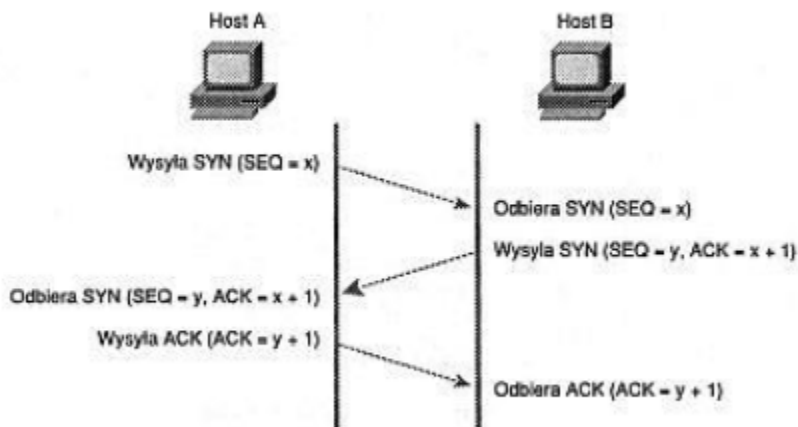 Host A
Host B
Wysyła SYN (SEQ = x)
Odbiera SYN (SEQ = x)
Wysyła SYN (SEQ = y, ACK = x + 1)
Odbiera SYN (SEQ = y, ACK = x + 1)
Wysyła ACK (ACK = y + 1)
Odbiera ACK (ACK = y + 1)